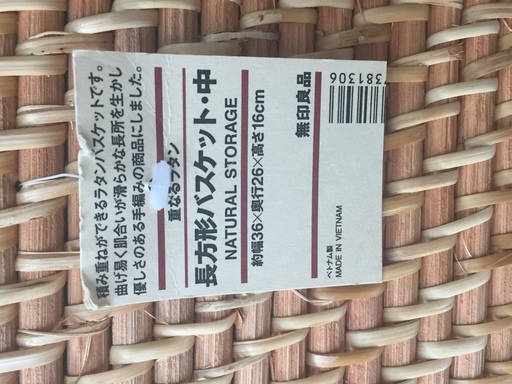 積み重ねができるラタンバスケットです。
曲げ易く肌合いが滑らかな長所を生かし
優しさのある手編みの商品にしました。
重なるラタン
長方形バスケット・中
NATURAL STORAGE
約幅36×奥行26×高さ16cm
無印良品
381306
ベトナム製
MADE IN VIETNAM